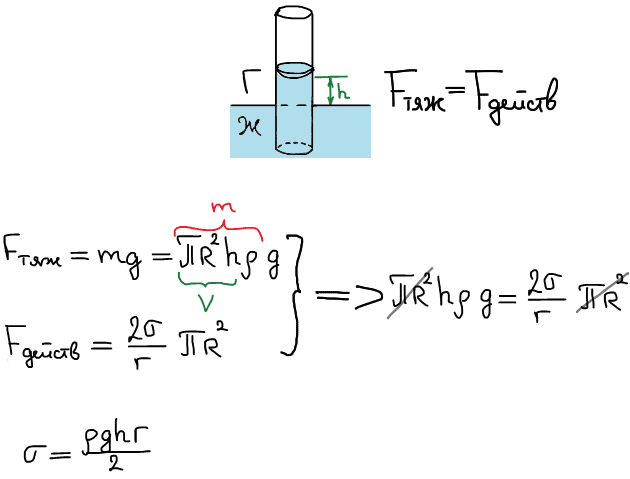 Г
h
ж
Fтяж = Fдейств
m
Fтяж = mg = πR²hρ g
V
Fдейств = 2σ/r πR²
=> πR²hρ g = 2σ/r πR²
σ = ρghr/2